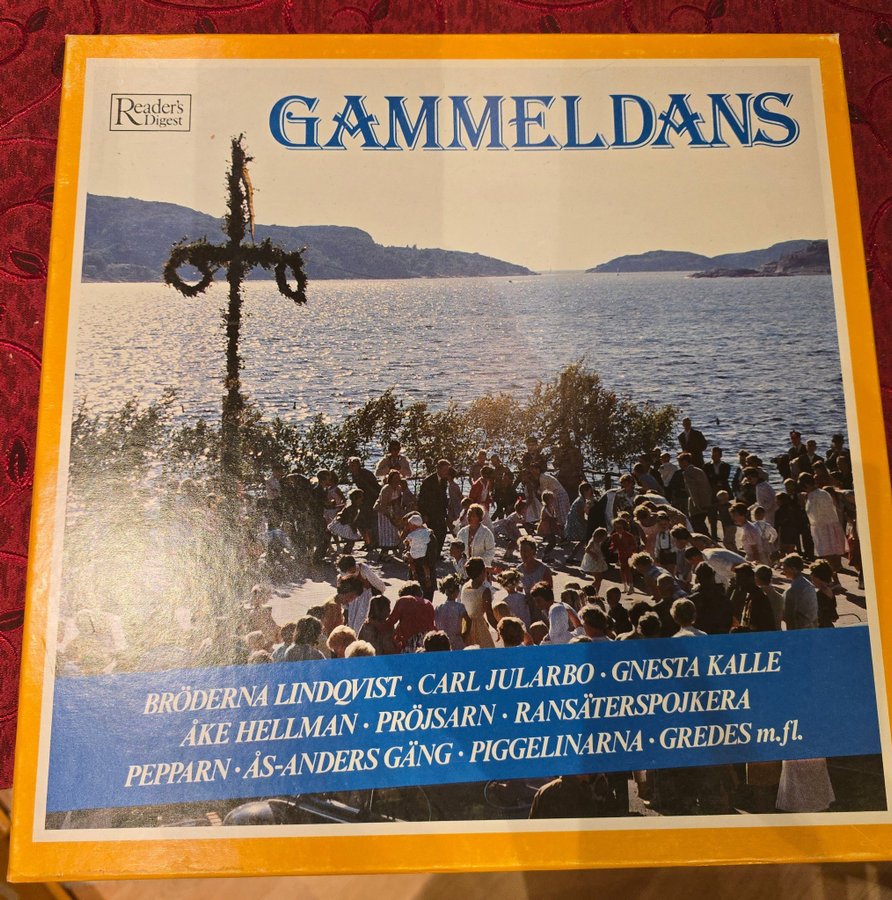 Reader's
Digest
GAMMELDANS
BRÖDERNA LINDQVIST · CARL JULARBO · GNESTA KALLE
ÅKE HELLMAN · PRÖJSARN · RANSÄTERSPOJKERA
PEPPARN · ÅS-ANDERS GÄNG · PIGGELINARNA · GREDES m.fl.